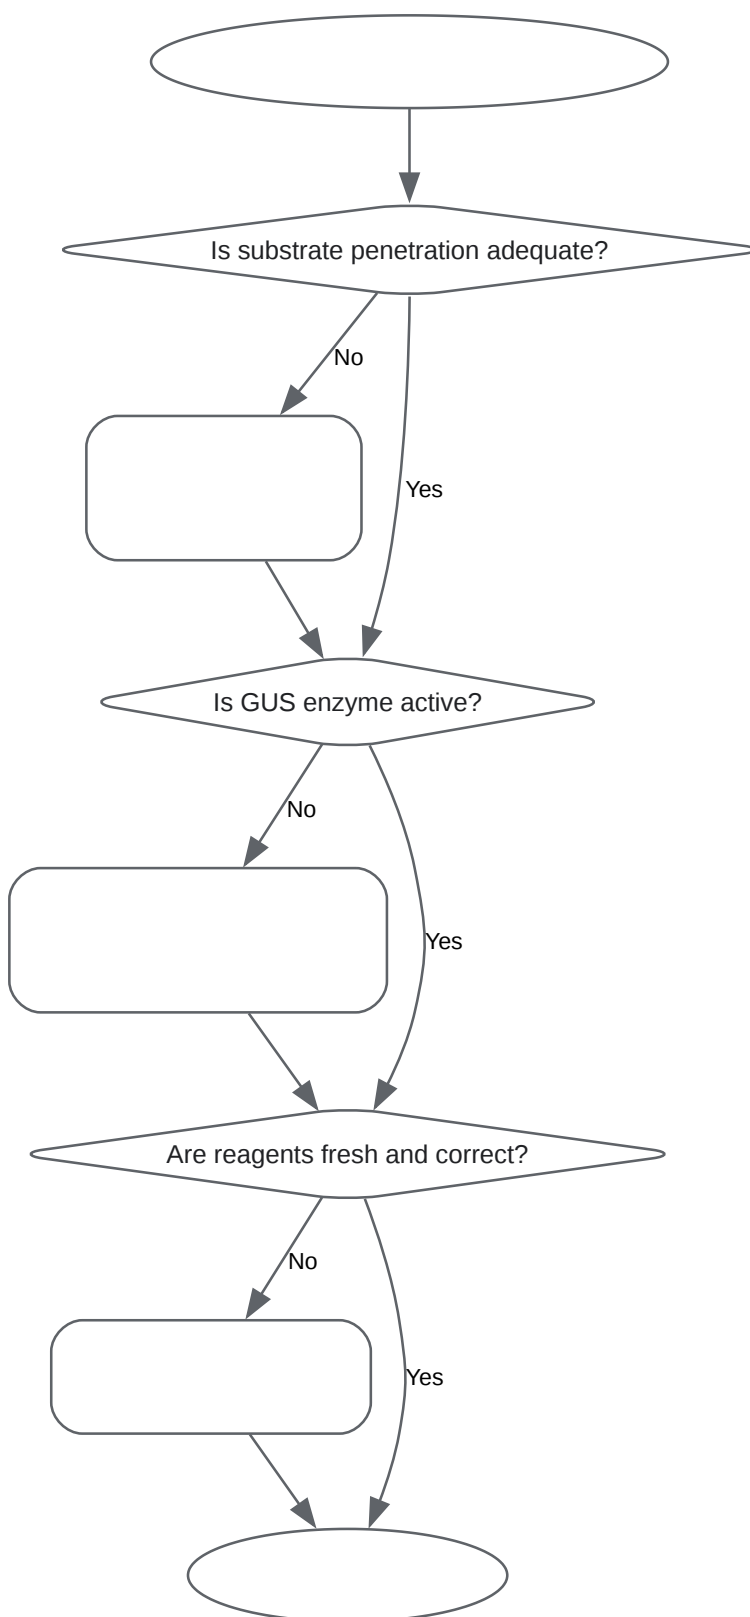 Is substrate penetration adequate?
No
Yes
Is GUS enzyme active?
No
Yes
Are reagents fresh and correct?
No
Yes